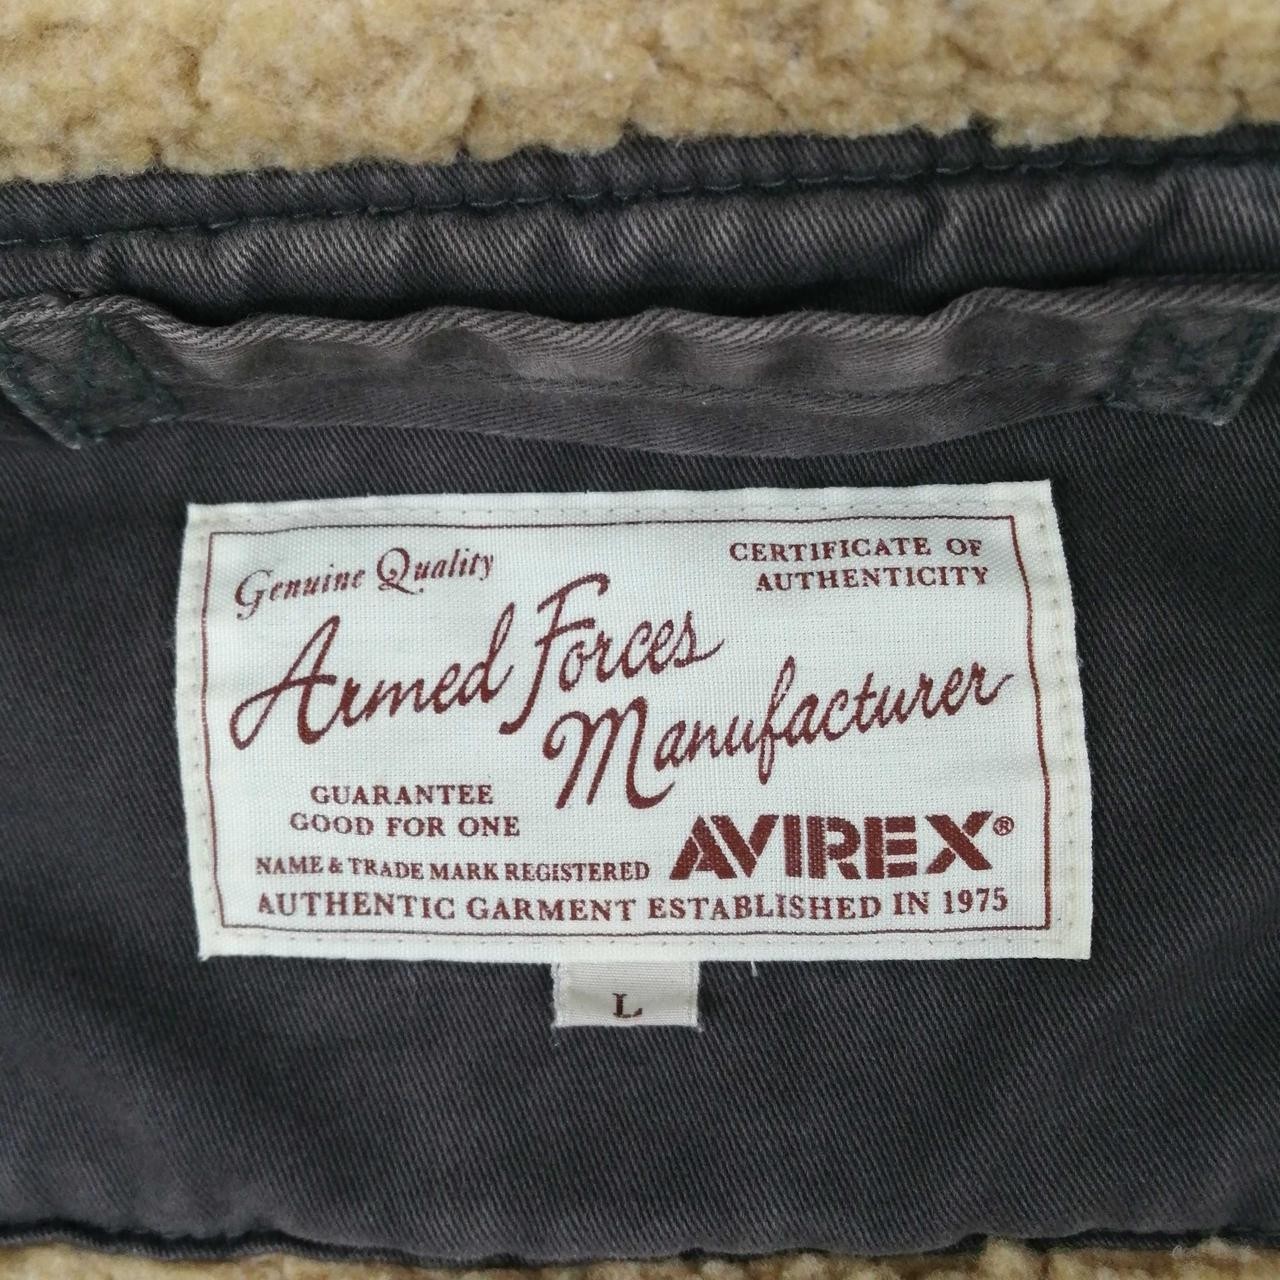 Genuine Quality
CERTIFICATE OF
AUTHENTICITY
Armed Forces
Manufacturer
GUARANTEE
GOOD FOR ONE
NAME & TRADE MARK REGISTERED
AVIREX®
AUTHENTIC GARMENT ESTABLISHED IN 1975
L